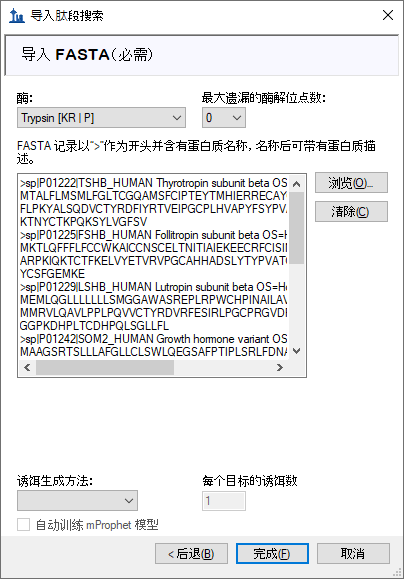 导入肽段搜索
导入 FASTA(必需)
酶:
最大遗漏的酶解位点数:
Trypsin [KR | P]
0
FASTA 记录以">"作为开头并含有蛋白质名称，名称后可带有蛋白质描
述。
>sp|P01222|TSHB_HUMAN Thyrotropin subunit beta OS
MTALFLMSMLFGLTCGQAMSFCIPTEYTMHIERRECAY
FLPKYALSQDVCTYRDFIYRTVEIPGCPLHVAPYFSYPVA
KTNYCTKPQKSYLVGFSV
>sp|P01225|FSHB_HUMAN Follitropin subunit beta OS=H
MKTLQFFFLFCCWKAICCNSCELTNITIAIEKEECRFCISI
ARPKIQKTCTFKELVYETVRVPGCAHHADSLYTYPVAT
YCSFGEMKE
>sp|P01229|LSHB_HUMAN Lutropin subunit beta OS=H
MEMLQGLLLLLLLSMGGAWASREPLRPWCHPINAILAV
MMRVLQAVLPPLPQVVCTYRDVRFESIRLPGCPRGVD
GGPKDHPLTCDHPQLSGLLFL
>sp|P01242|SOM2_HUMAN Growth hormone variant OS
MAAGSRTSLLLAFGLLCLSWLQEGSAFPTIPLSRLFDNA
浏览(O)...
清除(C)
诱饵生成方法:
每个目标的诱饵数
1
自动训练 mProphet 模型
< 后退(B)
完成(F)
取消